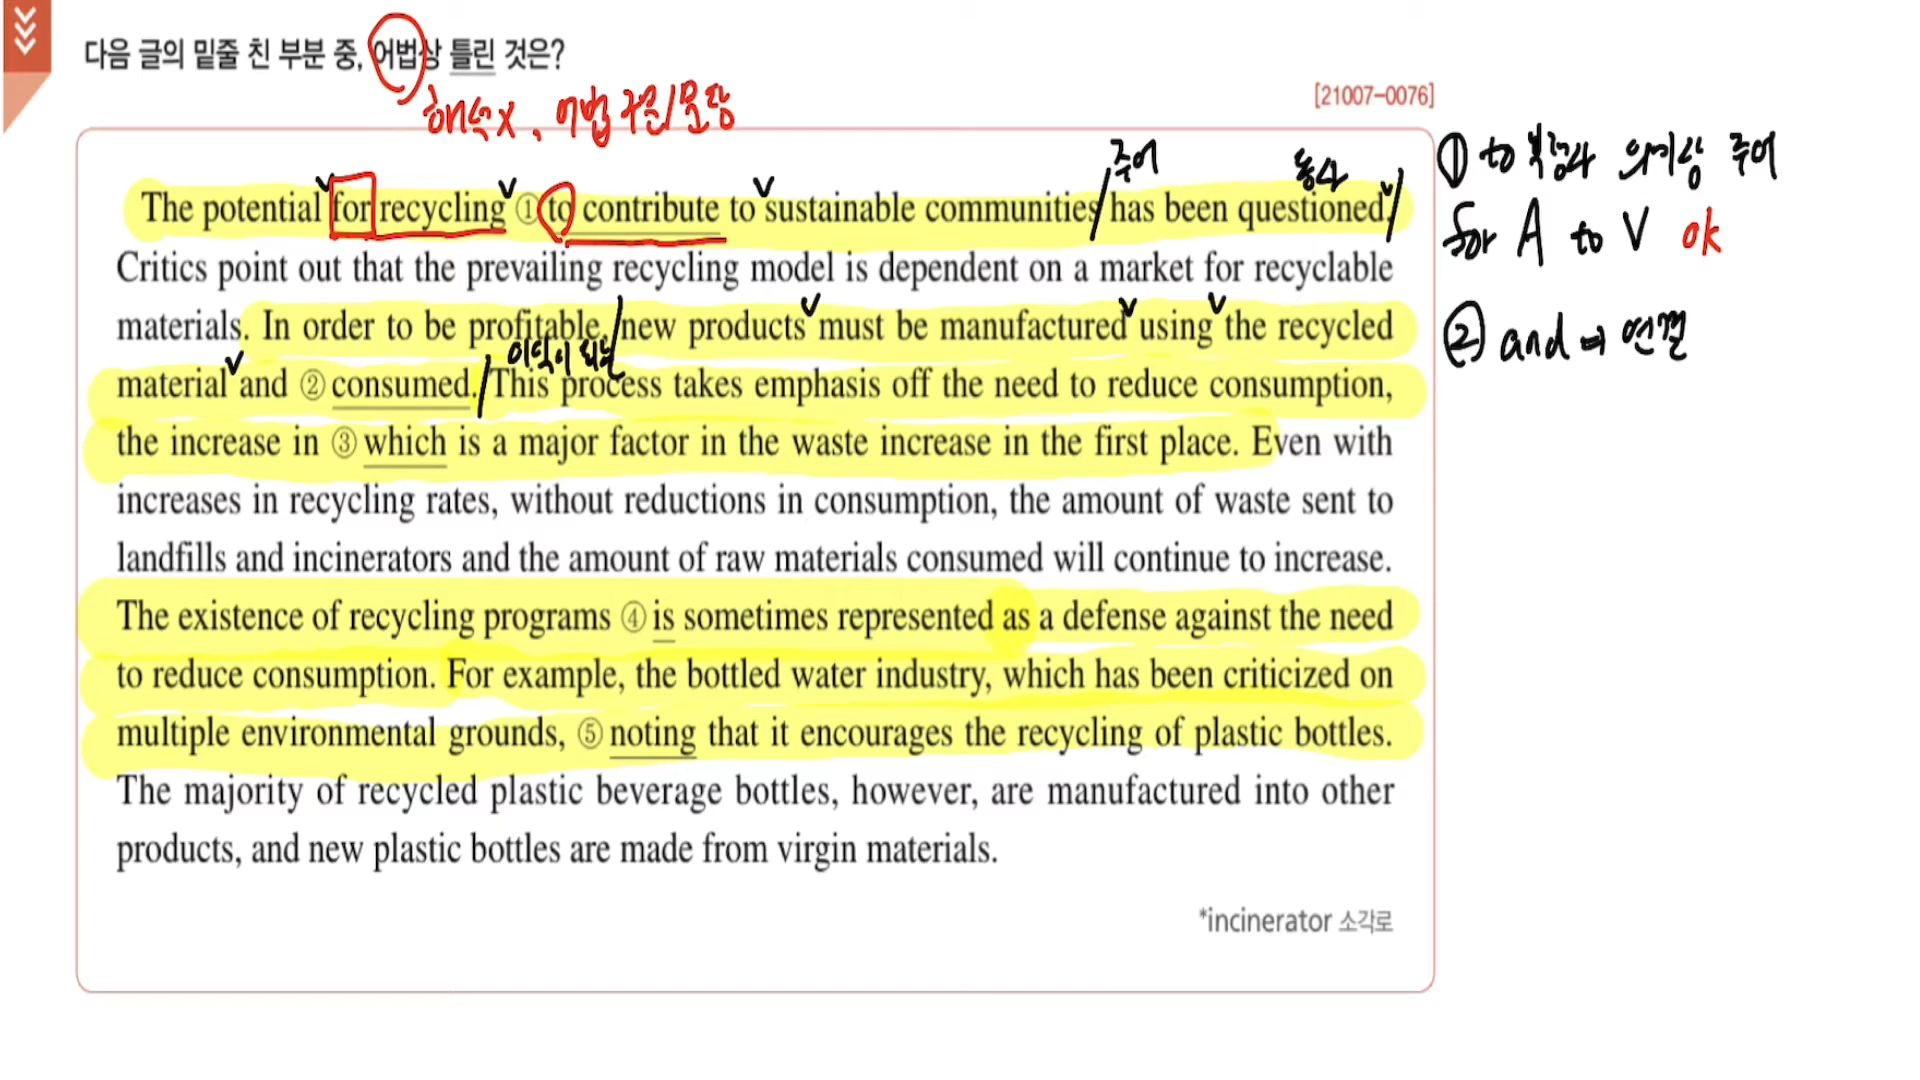 다음 글의 밑줄 친 부분 중, 어법상 틀린 것은?
해석x, 어법 구문/문장
[21007-0076]
주어
동사
The potential for recycling ① to contribute to sustainable communities has been questioned.
Critics point out that the prevailing recycling model is dependent on a market for recyclable
materials. In order to be profitable, new products must be manufactured using the recycled
이익이 되는
material and ② consumed. This process takes emphasis off the need to reduce consumption,
the increase in ③ which is a major factor in the waste increase in the first place. Even with
increases in recycling rates, without reductions in consumption, the amount of waste sent to
landfills and incinerators and the amount of raw materials consumed will continue to increase.
The existence of recycling programs ④ is sometimes represented as a defense against the need
to reduce consumption. For example, the bottled water industry, which has been criticized on
multiple environmental grounds, ⑤ noting that it encourages the recycling of plastic bottles.
The majority of recycled plastic beverage bottles, however, are manufactured into other
products, and new plastic bottles are made from virgin materials.
*incinerator 소각로
① to부정사 의미상 주어
for A to V ok
② and ⇒ 연결